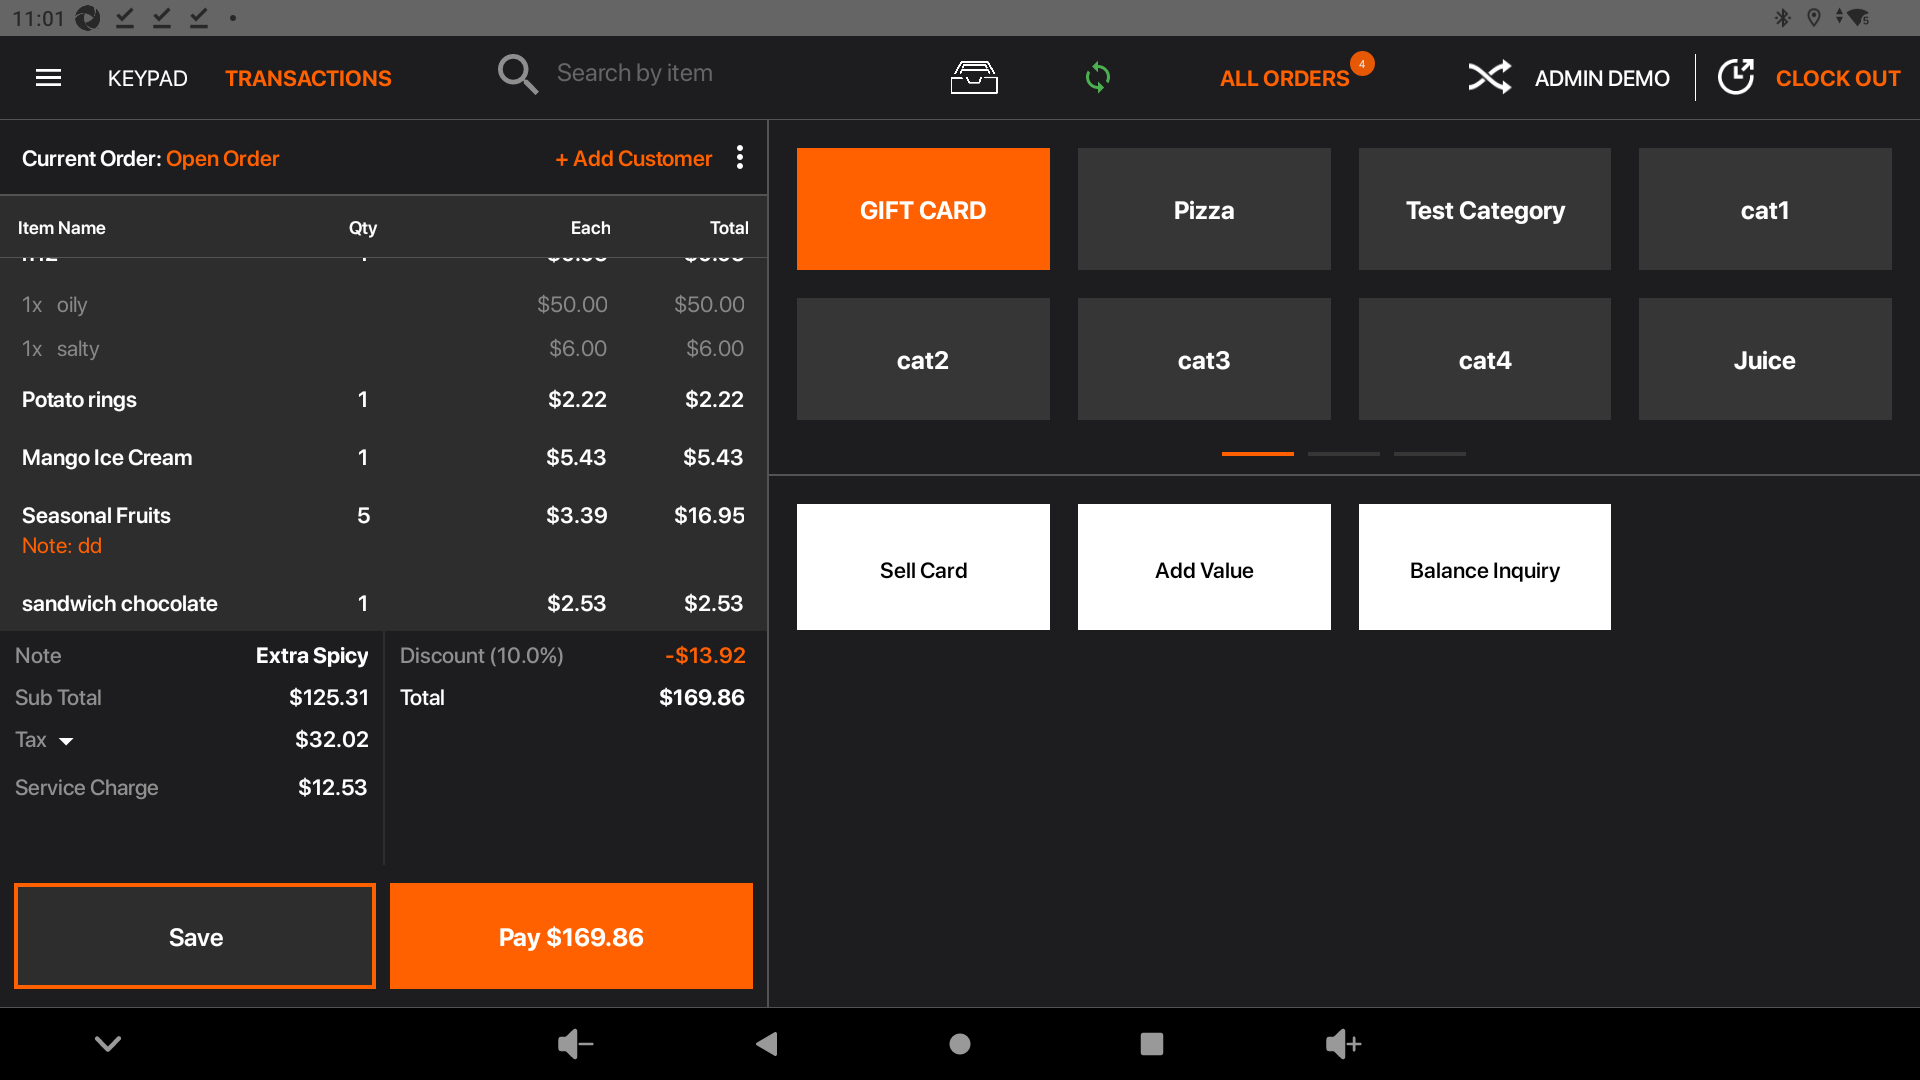 11:01
KEYPAD TRANSACTIONS Search by item ALL ORDERS 4 ADMIN DEMO CLOCK OUT
Current Order: Open Order + Add Customer
Item Name Qty Each Total
1x oily $50.00 $50.00
1x salty $6.00 $6.00
Potato rings 1 $2.22 $2.22
Mango Ice Cream 1 $5.43 $5.43
Seasonal Fruits 5 $3.39 $16.95
Note: dd
sandwich chocolate 1 $2.53 $2.53
Note Extra Spicy
Sub Total $125.31
Tax $32.02
Service Charge $12.53
Discount (10.0%) -$13.92
Total $169.86
Save
Pay $169.86
GIFT CARD Pizza Test Category cat1
cat2 cat3 cat4 Juice
Sell Card Add Value Balance Inquiry